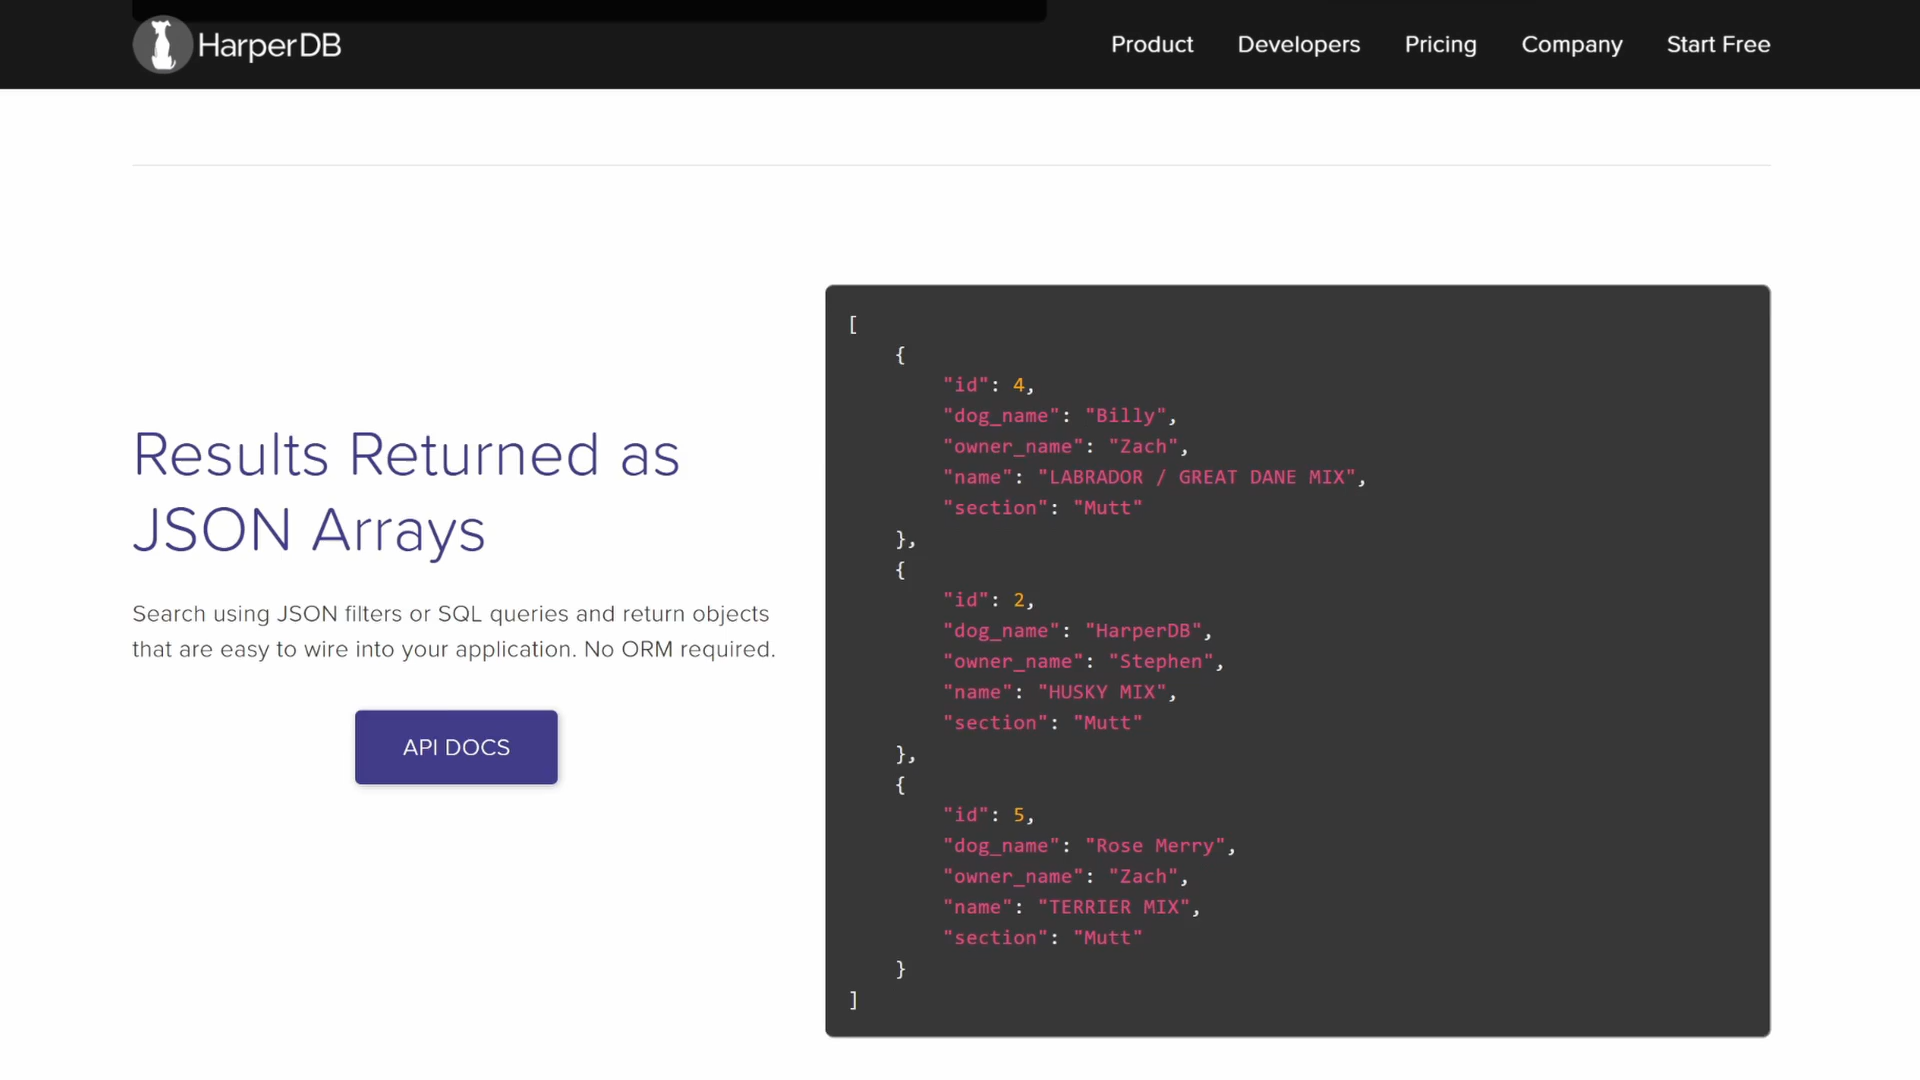 HarperDB
Product Developers Pricing Company Start Free
Results Returned as
JSON Arrays
Search using JSON filters or SQL queries and return objects
that are easy to wire into your application. No ORM required.
API DOCS
[
    {
        "id": 4,
        "dog_name": "Billy",
        "owner_name": "Zach",
        "name": "LABRADOR / GREAT DANE MIX",
        "section": "Mutt"
    },
    {
        "id": 2,
        "dog_name": "HarperDB",
        "owner_name": "Stephen",
        "name": "HUSKY MIX",
        "section": "Mutt"
    },
    {
        "id": 5,
        "dog_name": "Rose Merry",
        "owner_name": "Zach",
        "name": "TERRIER MIX",
        "section": "Mutt"
    }
]